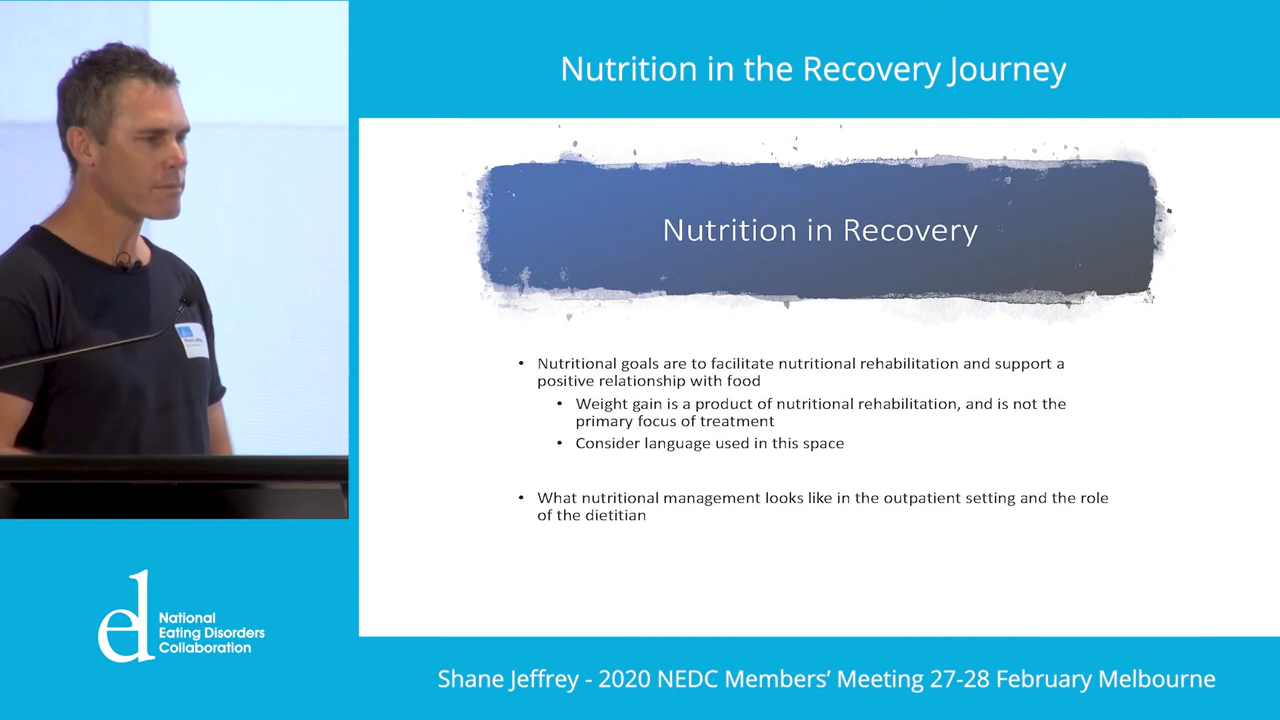 Nutrition in the Recovery Journey
Nutrition in Recovery
• Nutritional goals are to facilitate nutritional rehabilitation and support a
positive relationship with food
• Weight gain is a product of nutritional rehabilitation, and is not the
primary focus of treatment
• Consider language used in this space
• What nutritional management looks like in the outpatient setting and the role
of the dietitian
ed
National
Eating Disorders
Collaboration
Shane Jeffrey - 2020 NEDC Members’ Meeting 27-28 February Melbourne